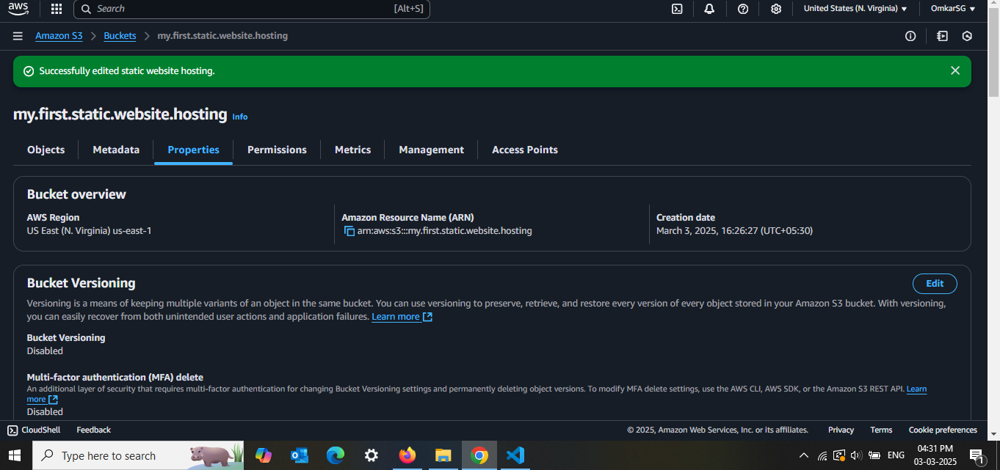 aws
Search [Alt+S]
United States (N. Virginia) ▼ OmkarSG ▼
Amazon S3 > Buckets > my.first.static.website.hosting
Successfully edited static website hosting.
my.first.static.website.hosting Info
Objects Metadata Properties Permissions Metrics Management Access Points
Bucket overview
AWS Region
US East (N. Virginia) us-east-1
Amazon Resource Name (ARN)
arn:aws:s3:::my.first.static.website.hosting
Creation date
March 3, 2025, 16:26:27 (UTC+05:30)
Bucket Versioning
Edit
Versioning is a means of keeping multiple variants of an object in the same bucket. You can use versioning to preserve, retrieve, and restore every version of every object stored in your Amazon S3 bucket. With versioning,
you can easily recover from both unintended user actions and application failures. Learn more
Bucket Versioning
Disabled
Multi-factor authentication (MFA) delete
An additional layer of security that requires multi-factor authentication for changing Bucket Versioning settings and permanently deleting object versions. To modify MFA delete settings, use the AWS CLI, AWS SDK, or the Amazon S3 REST API. Learn
more
Disabled
CloudShell Feedback © 2025, Amazon Web Services, Inc. or its affiliates. Privacy Terms Cookie preferences
Type here to search
ENG
04:31 PM
03-03-2025
1